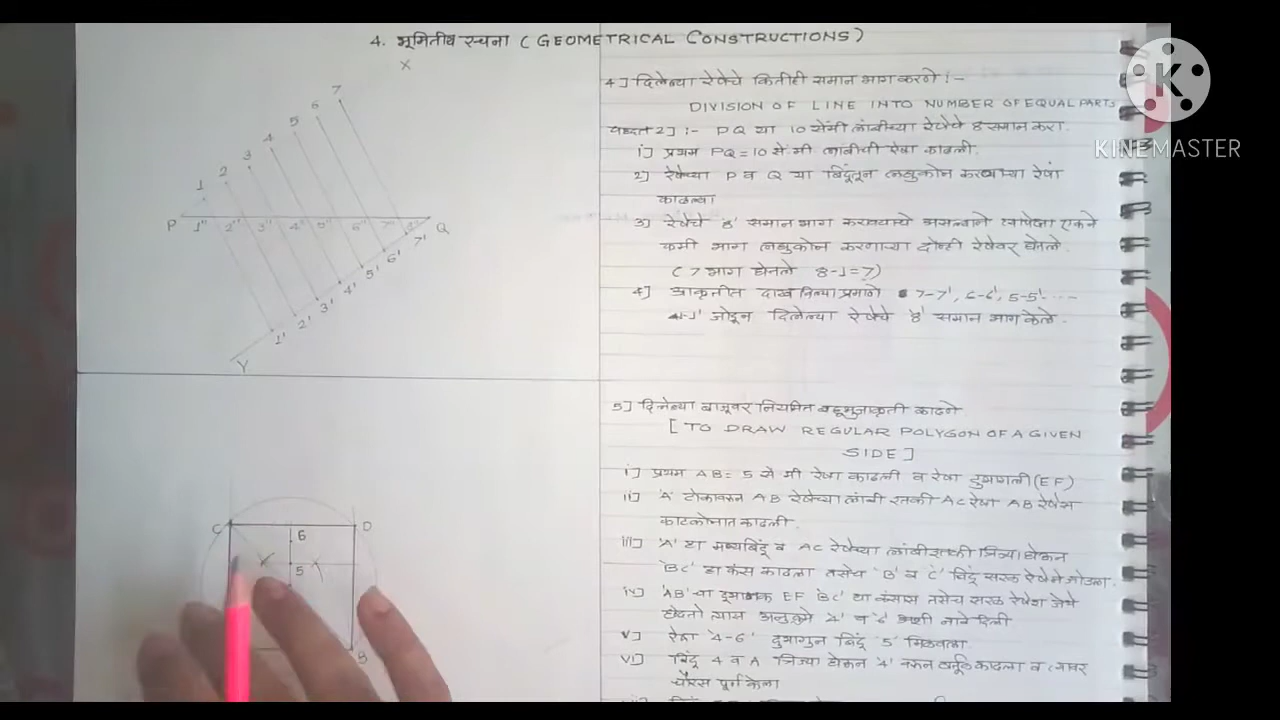 4. भूमितीय रचना ( GEOMETRICAL CONSTRUCTIONS )
X
1 2 3 4 5 6 7
P 1" 2" 3" 4" 5" 6" 7" 8" Q
1' 2' 3' 4' 5' 6' 7'
Y
4] दिलेल्या रेषेचे कितीही समान भाग करणे :-
DIVISION OF LINE INTO NUMBER OF EQUAL PARTS
पध्दत 2] :- PQ या 10 सेंमी लांबीच्या रेषेचे 8 समान करा.
i) प्रथम PQ = 10 से.मी लांबीची रेषा काढली.
2) रेषेच्या P व Q या बिंदूतून लघुकोन करणाऱ्या रेषा
काढल्या
3) रेषेचे '8' समान भाग करावयाचे असल्याने त्यापेक्षा एकने
कमी भाग लघुकोन करणाऱ्या दोन्ही रेषेवर घेतले.
( 7 भाग घेतले 8-1=7)
4] आकृतीत दाखविल्याप्रमाणे 7-7', 6-6', 5-5'....
1-1' जोडून दिलेल्या रेषेचे '8' समान भाग केले.
5] दिलेल्या बाजूवर नियमित बहूभुजाकृती काढणे
[ TO DRAW REGULAR POLYGON OF A GIVEN
SIDE ]
i) प्रथम AB = 5 से.मी रेषा काढली व रेषा दुभागली (EF)
ii) 'A' टोकावरून AB रेषेच्या लांबी इतकी AC रेषा AB रेषेस
काटकोनात काढली.
iii) 'A' हा मध्यबिंदू व AC रेषेच्या लांबीइतकी त्रिज्या घेऊन
'BC' हा कंस काढला तसेच 'B' व 'C' बिंदू सरळ रेषेने जोडला.
iv) 'AB' चा दुभाजक EF 'BC' या कंसास तसेच सरळ रेषेस जेथे
छेदतो त्यास अनुक्रमे '4' व '6' अशी नावे दिली
v) रेषा '4-6' दुभागून बिंदू '5' मिळवला
vi) बिंदू 4 व A त्रिज्या घेऊन '4' वरून वर्तुळ काढला व त्यावर
चौरस पूर्ण केला
C 6 D
5
B
K
KINEMASTER